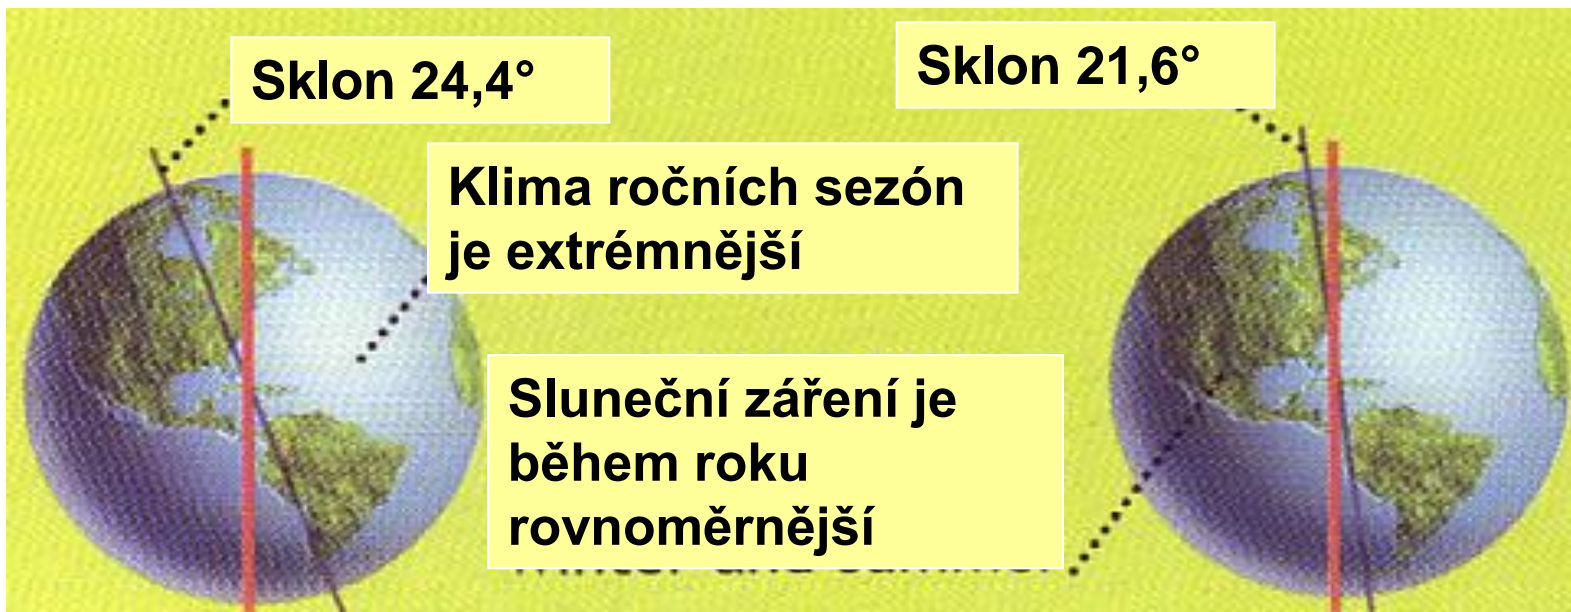 Sklon 24,4°
Sklon 21,6°
Klima ročních sezón
je extrémnější
Sluneční záření je
během roku
rovnoměrnější